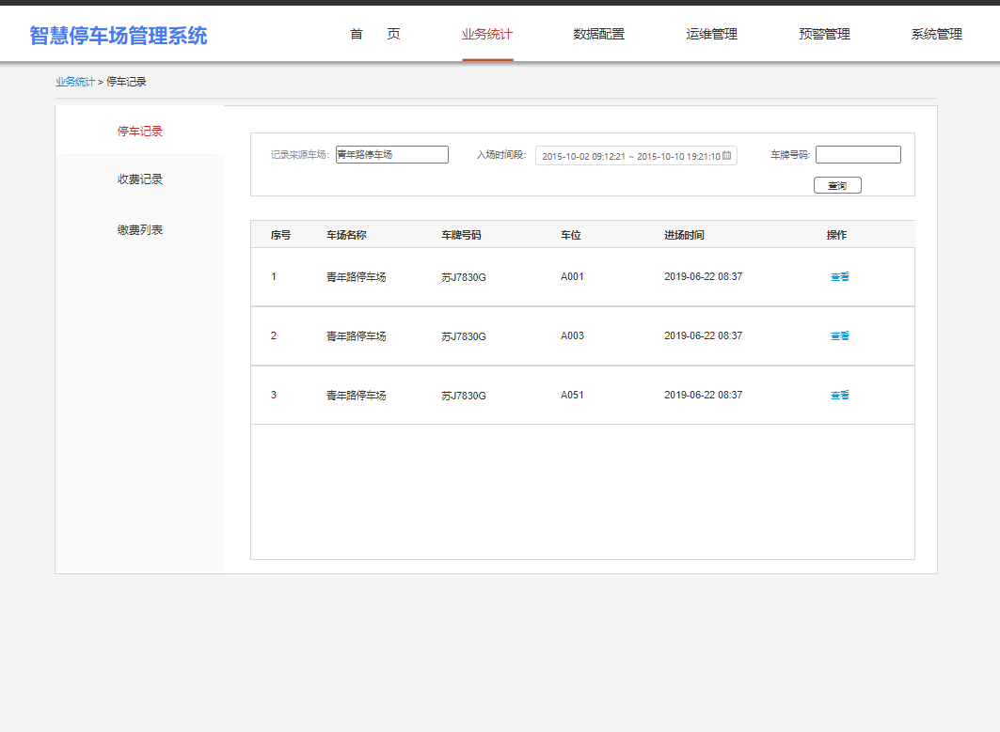 智慧停车场管理系统 首 页 业务统计 数据配置 运维管理 预警管理 系统管理
业务统计 > 停车记录
停车记录
收费记录
缴费列表
记录来源车场: 青年路停车场 入场时间段: 2015-10-02 09:12:21 ~ 2015-10-10 19:21:10 车牌号码:
查询
序号 车场名称 车牌号码 车位 进场时间 操作
1 青年路停车场 苏J7830G A001 2019-06-22 08:37 查看
2 青年路停车场 苏J7830G A003 2019-06-22 08:37 查看
3 青年路停车场 苏J7830G A051 2019-06-22 08:37 查看